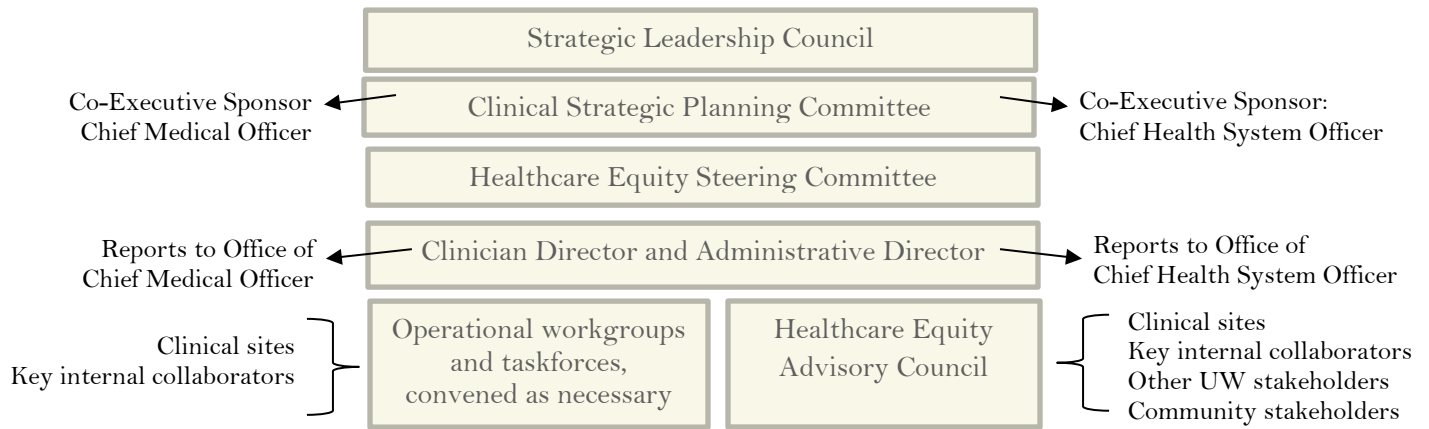 Strategic Leadership Council
Co-Executive Sponsor
Chief Medical Officer
Clinical Strategic Planning Committee
Co-Executive Sponsor:
Chief Health System Officer
Healthcare Equity Steering Committee
Reports to Office of
Chief Medical Officer
Clinician Director and Administrative Director
Reports to Office of
Chief Health System Officer
Clinical sites
Key internal collaborators
Operational workgroups
and taskforces,
convened as necessary
Healthcare Equity
Advisory Council
Clinical sites
Key internal collaborators
Other UW stakeholders
Community stakeholders